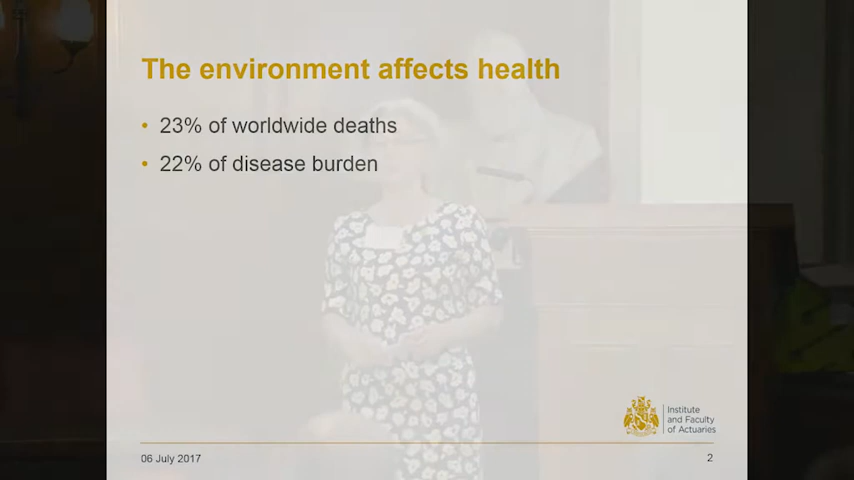 The environment affects health
• 23% of worldwide deaths
• 22% of disease burden
Institute
and Faculty
of Actuaries
06 July 2017
2